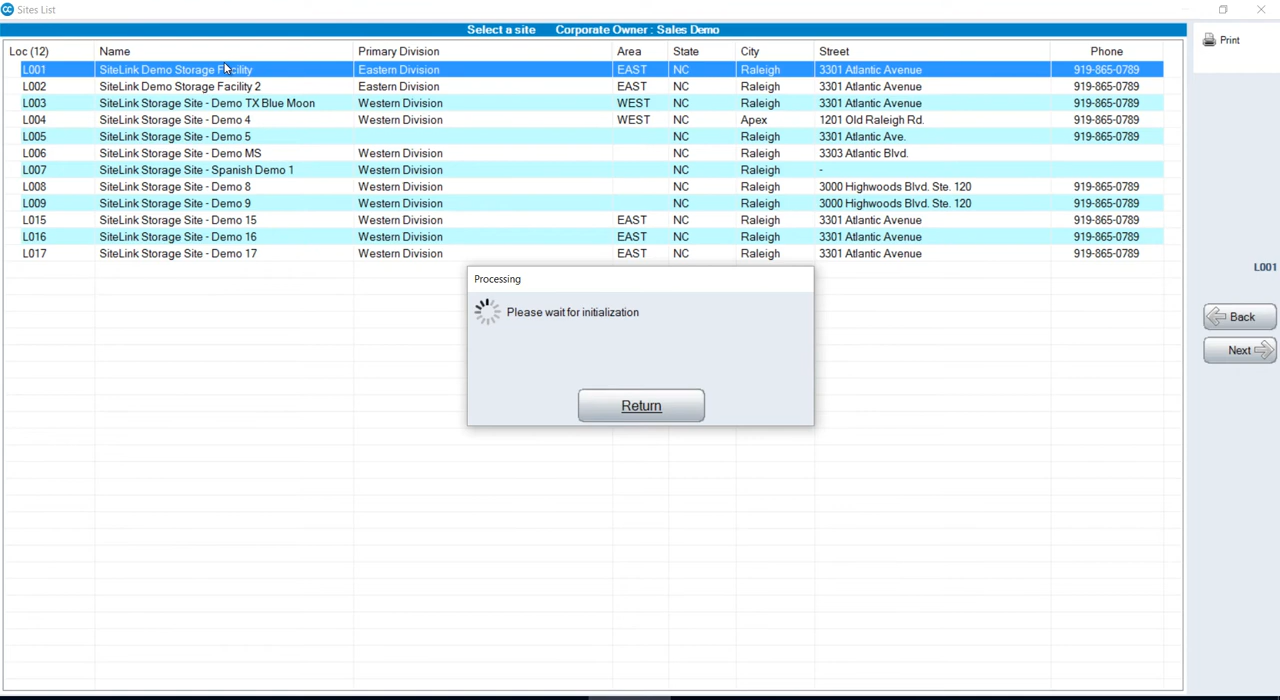 Sites List
Select a site Corporate Owner : Sales Demo
Print
Loc (12) Name Primary Division Area State City Street Phone
L001 SiteLink Demo Storage Facility Eastern Division EAST NC Raleigh 3301 Atlantic Avenue 919-865-0789
L002 SiteLink Demo Storage Facility 2 Eastern Division EAST NC Raleigh 3301 Atlantic Avenue 919-865-0789
L003 SiteLink Storage Site - Demo TX Blue Moon Western Division WEST NC Raleigh 3301 Atlantic Avenue 919-865-0789
L004 SiteLink Storage Site - Demo 4 Western Division WEST NC Apex 1201 Old Raleigh Rd. 919-865-0789
L005 SiteLink Storage Site - Demo 5 NC Raleigh 3301 Atlantic Ave. 919-865-0789
L006 SiteLink Storage Site - Demo MS Western Division NC Raleigh 3303 Atlantic Blvd.
L007 SiteLink Storage Site - Spanish Demo 1 Western Division NC Raleigh -
L008 SiteLink Storage Site - Demo 8 Western Division NC Raleigh 3000 Highwoods Blvd. Ste. 120 919-865-0789
L009 SiteLink Storage Site - Demo 9 Western Division NC Raleigh 3000 Highwoods Blvd. Ste. 120 919-865-0789
L015 SiteLink Storage Site - Demo 15 Western Division EAST NC Raleigh 3301 Atlantic Avenue 919-865-0789
L016 SiteLink Storage Site - Demo 16 Western Division EAST NC Raleigh 3301 Atlantic Avenue 919-865-0789
L017 SiteLink Storage Site - Demo 17 Western Division EAST NC Raleigh 3301 Atlantic Avenue 919-865-0789
L001
Processing
Please wait for initialization
Return
Back
Next